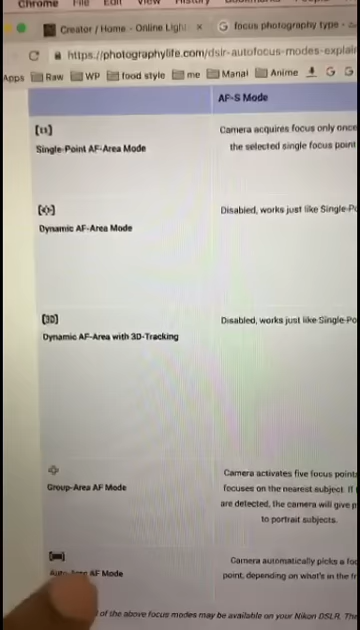 Chrome File Edit View History
Creator / Home - Online Light × focus photography type -
https://photographylife.com/dslr-autofocus-modes-explain
Apps Raw WP food style me Manal Anime
AF-S Mode
Single-Point AF-Area Mode
Camera acquires focus only once
the selected single focus point
Dynamic AF-Area Mode
Disabled, works just like Single-Po
[3D]
Dynamic AF-Area with 3D-Tracking
Disabled, works just like Single-Po
Group-Area AF Mode
Camera activates five focus points
focuses on the nearest subject. If
are detected, the camera will give p
to portrait subjects.
AF Mode
Camera automatically picks a foc
point, depending on what's in the fr
of the above focus modes may be available on your Nikon DSLR.